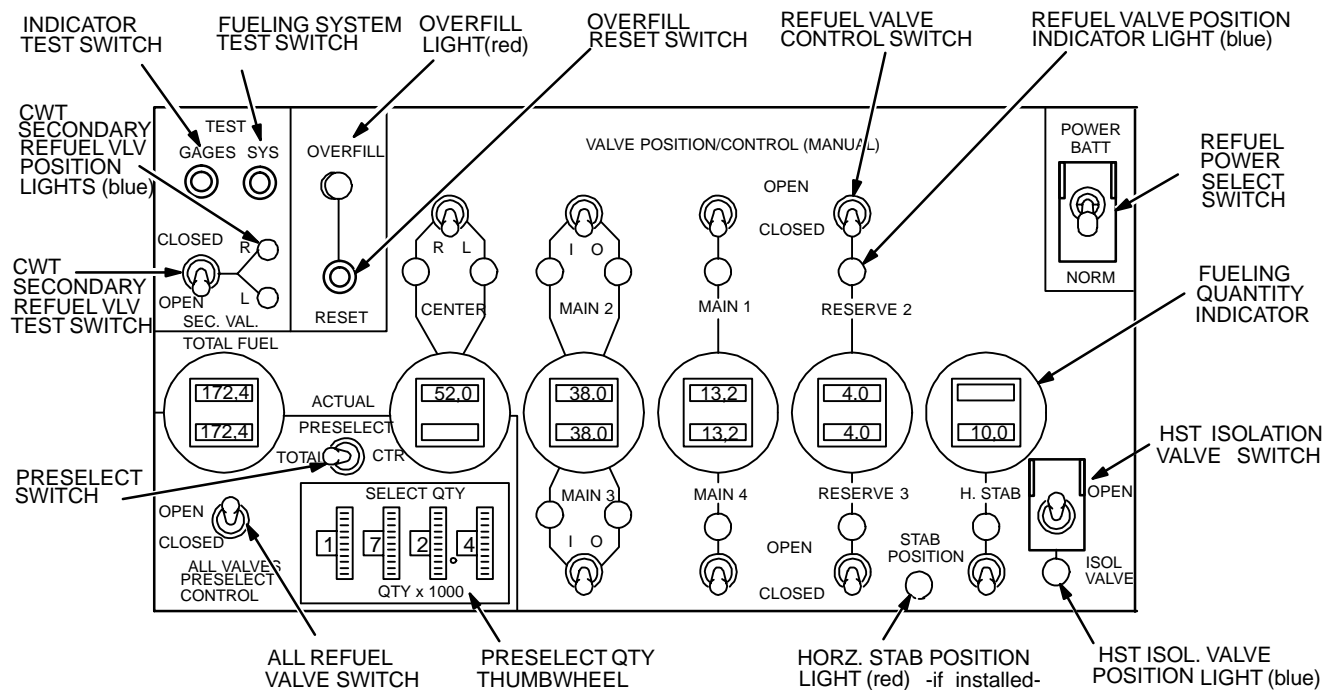 INDICATOR
TEST SWITCH
FUELING SYSTEM
TEST SWITCH
OVERFILL
LIGHT(red)
OVERFILL
RESET SWITCH
REFUEL VALVE
CONTROL SWITCH
REFUEL VALVE POSITION
INDICATOR LIGHT (blue)
CWT
SECONDARY
REFUEL VLV
POSITION
LIGHTS (blue)
TEST
GAGES SYS
OVERFILL
VALVE POSITION/CONTROL (MANUAL)
POWER
BATT
REFUEL
POWER
SELECT
SWITCH
OPEN
CLOSED
CLOSED
R
L
OPEN
SEC. VAL.
CWT
SECONDARY
REFUEL VLV
TEST SWITCH
RESET
R L
CENTER
I O
MAIN 2
MAIN 1
RESERVE 2
NORM
FUELING
QUANTITY
INDICATOR
TOTAL FUEL
172,4
172,4
ACTUAL
52,0
38.0
38.0
13,2
13,2
4.0
4.0
10,0
PRESELECT
TOTAL CTR
PRESELECT
SWITCH
HST ISOLATION
VALVE SWITCH
SELECT QTY
1 7 2 . 4
QTY x 1000
OPEN
CLOSED
ALL VALVES
PRESELECT
CONTROL
MAIN 3
I O
MAIN 4
RESERVE 3
H. STAB
OPEN
OPEN
CLOSED
STAB
POSITION
ISOL
VALVE
ALL REFUEL
VALVE SWITCH
PRESELECT QTY
THUMBWHEEL
HORZ. STAB POSITION
LIGHT (red) -if installed-
HST ISOL. VALVE
POSITION LIGHT (blue)